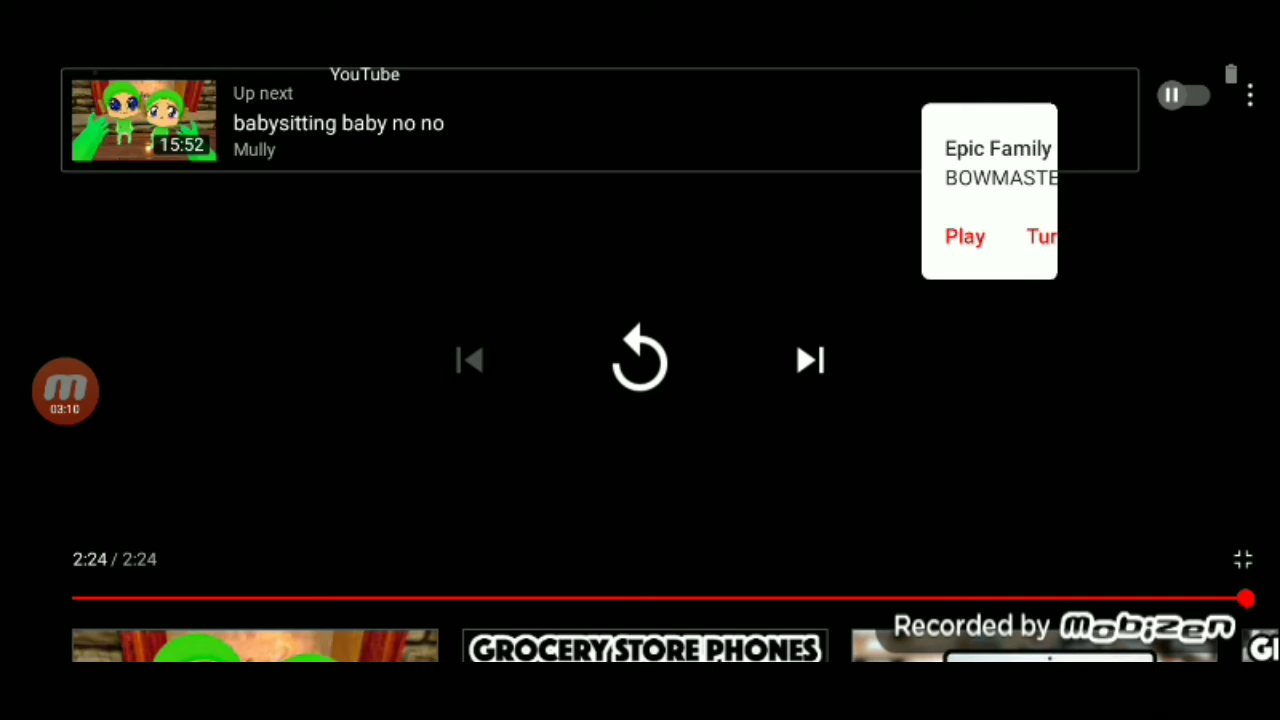 YouTube
Up next
babysitting baby no no
15:52
Mully
Epic Family
BOWMASTE
Play Tur
03:10
2:24 / 2:24
Recorded by mobizen
GROCERY STORE PHONES